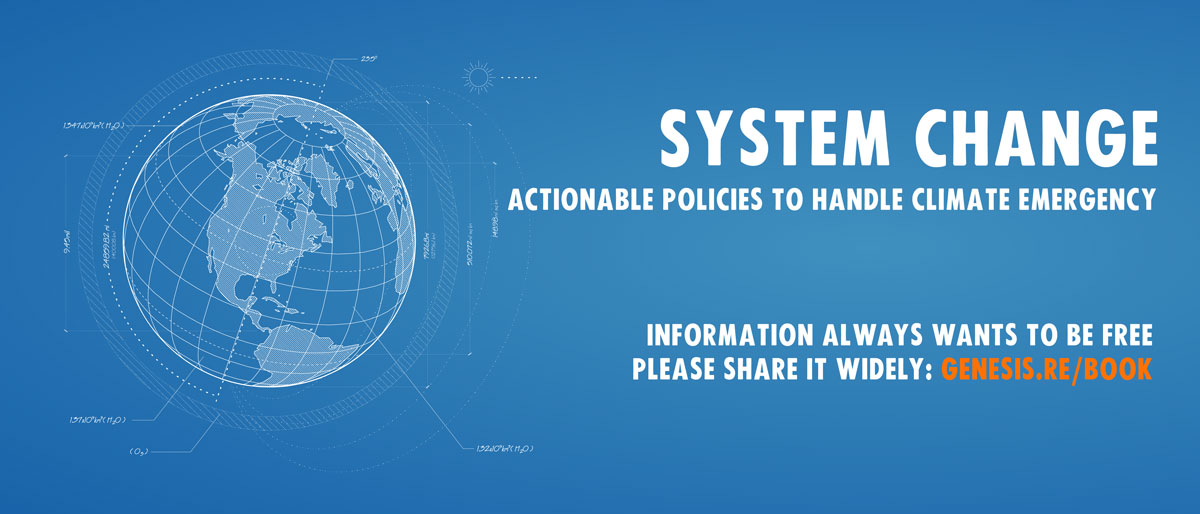 SYSTEM CHANGE
ACTIONABLE POLICIES TO HANDLE CLIMATE EMERGENCY
INFORMATION ALWAYS WANTS TO BE FREE
PLEASE SHARE IT WIDELY: GENESIS.RE/BOOK
(O₃)